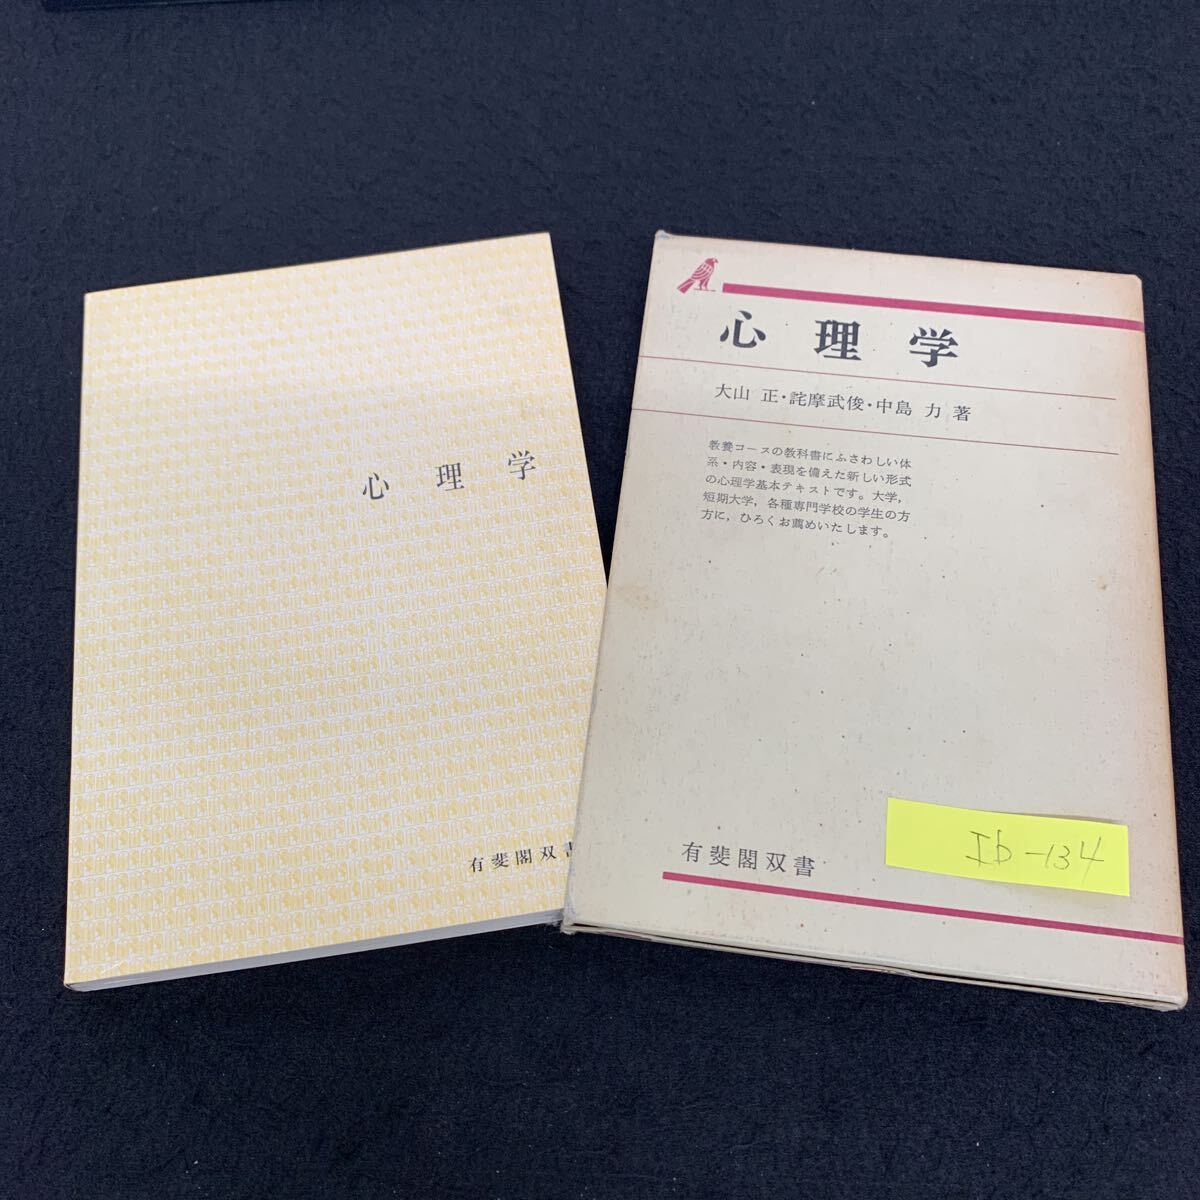 心理学
有斐閣双書
心理学
大山 正・詫摩武俊・中島 力 著
教養コースの教科書にふさわしい体
系・内容・表現を備えた新しい形式
の心理学基本テキストです。大学,
短期大学, 各種専門学校の学生の方
方に, ひろくお薦めいたします。
有斐閣双書
Ib-134